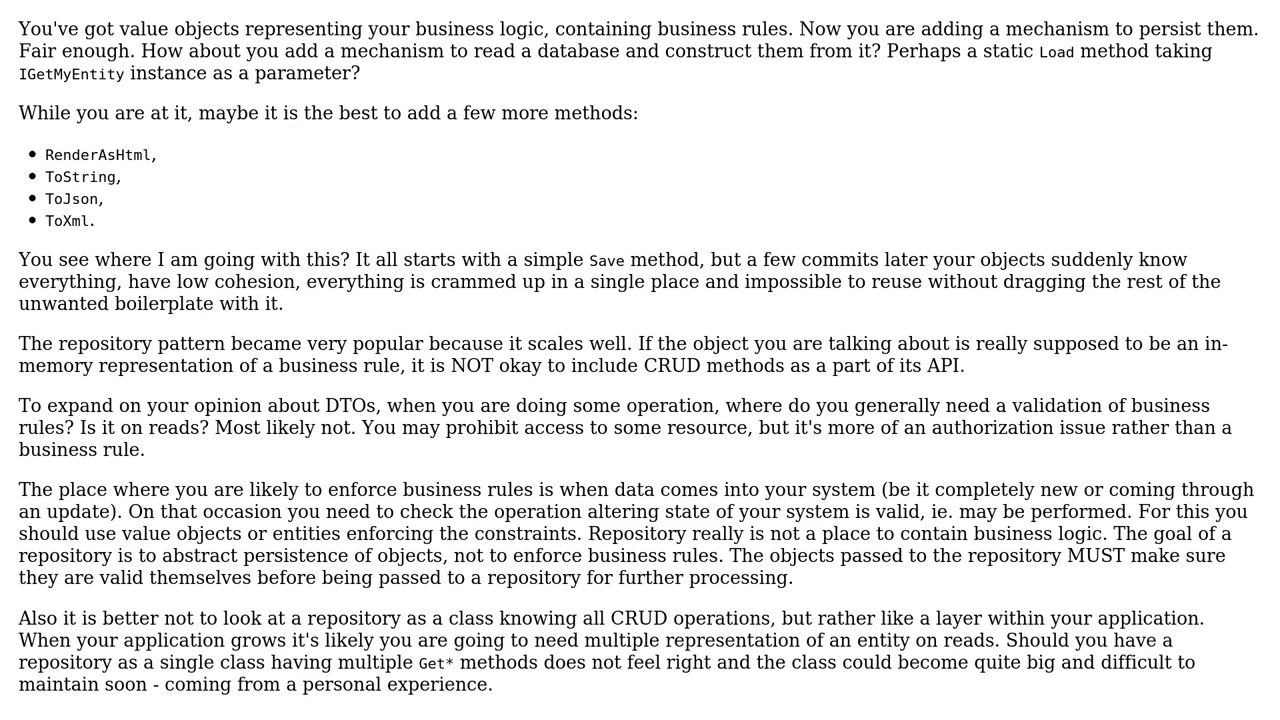 You've got value objects representing your business logic, containing business rules. Now you are adding a mechanism to persist them.
Fair enough. How about you add a mechanism to read a database and construct them from it? Perhaps a static Load method taking
IGetMyEntity instance as a parameter?
While you are at it, maybe it is the best to add a few more methods:
• RenderAsHtml,
• ToString,
• ToJson,
• ToXml.
You see where I am going with this? It all starts with a simple Save method, but a few commits later your objects suddenly know
everything, have low cohesion, everything is crammed up in a single place and impossible to reuse without dragging the rest of the
unwanted boilerplate with it.
The repository pattern became very popular because it scales well. If the object you are talking about is really supposed to be an in-
memory representation of a business rule, it is NOT okay to include CRUD methods as a part of its API.
To expand on your opinion about DTOs, when you are doing some operation, where do you generally need a validation of business
rules? Is it on reads? Most likely not. You may prohibit access to some resource, but it's more of an authorization issue rather than a
business rule.
The place where you are likely to enforce business rules is when data comes into your system (be it completely new or coming through
an update). On that occasion you need to check the operation altering state of your system is valid, ie. may be performed. For this you
should use value objects or entities enforcing the constraints. Repository really is not a place to contain business logic. The goal of a
repository is to abstract persistence of objects, not to enforce business rules. The objects passed to the repository MUST make sure
they are valid themselves before being passed to a repository for further processing.
Also it is better not to look at a repository as a class knowing all CRUD operations, but rather like a layer within your application.
When your application grows it's likely you are going to need multiple representation of an entity on reads. Should you have a
repository as a single class having multiple Get* methods does not feel right and the class could become quite big and difficult to
maintain soon - coming from a personal experience.